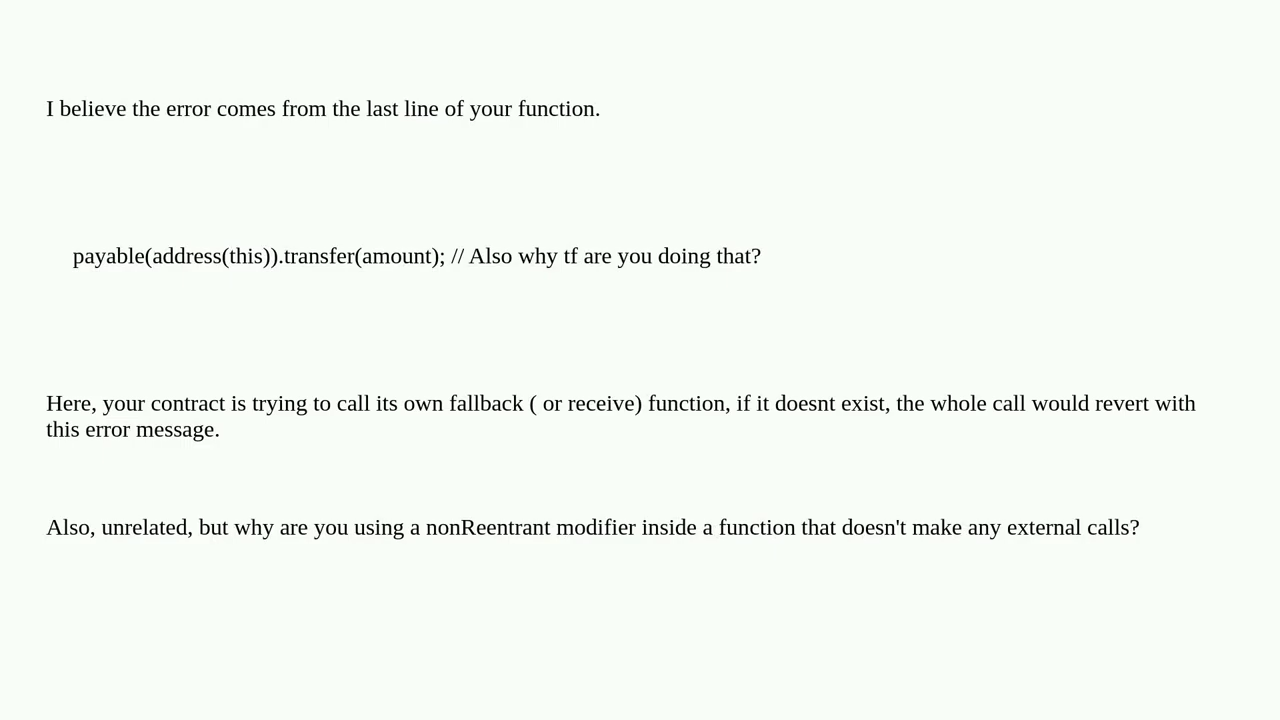 I believe the error comes from the last line of your function.
payable(address(this)).transfer(amount); // Also why tf are you doing that?
Here, your contract is trying to call its own fallback ( or receive) function, if it doesnt exist, the whole call would revert with
this error message.
Also, unrelated, but why are you using a nonReentrant modifier inside a function that doesn't make any external calls?